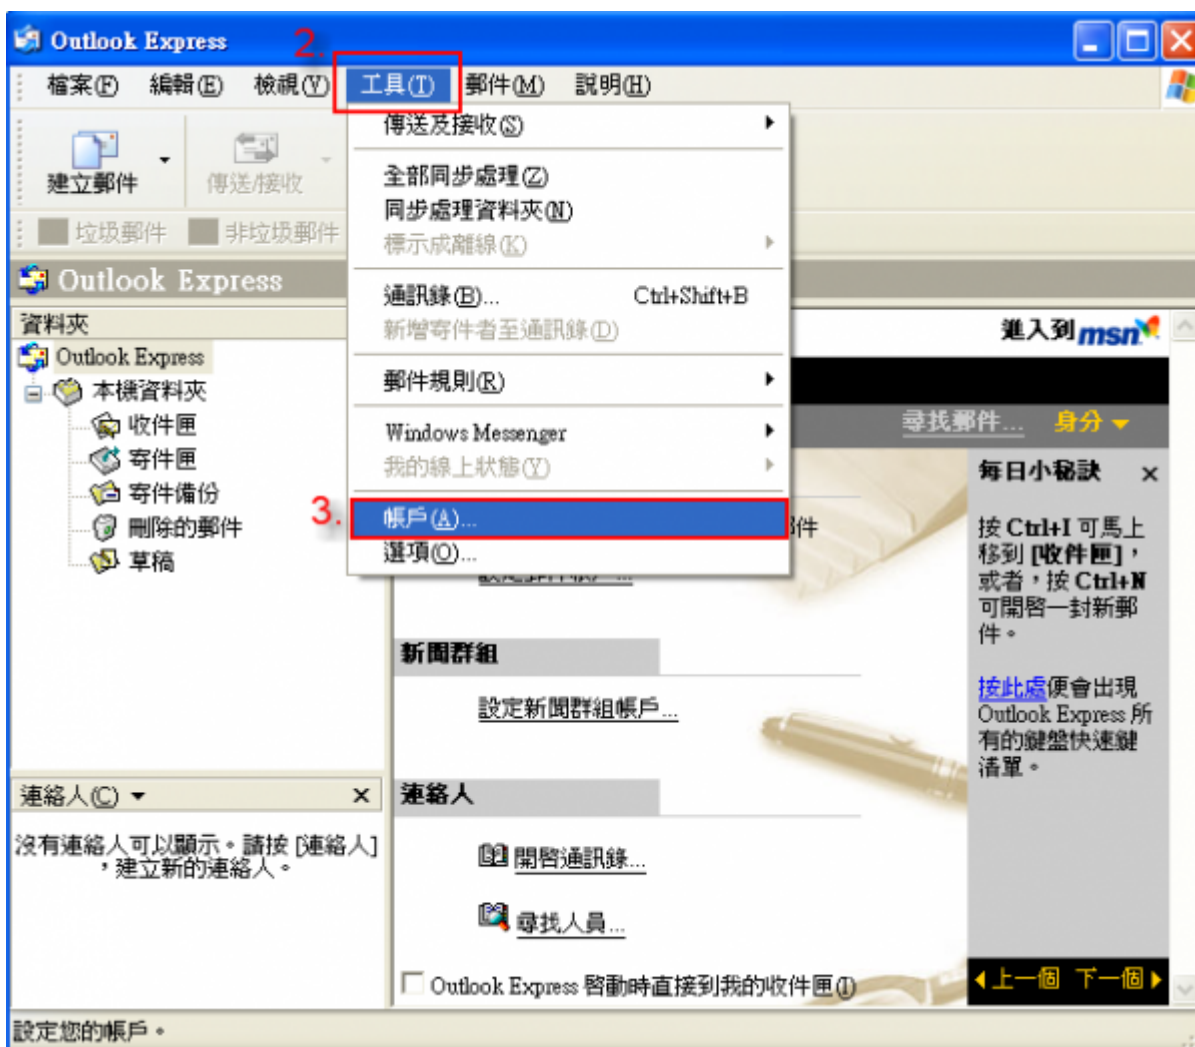 Outlook Express
2.
檔案(F) 編輯(E) 檢視(V) 工具(T) 郵件(M) 說明(H)
建立郵件 傳送/接收
垃圾郵件 非垃圾郵件
傳送及接收(S)
全部同步處理(Z)
同步處理資料夾(N)
標示成離線(K)
通訊錄(B)... Ctrl+Shift+B
新增寄件者至通訊錄(D)
郵件規則(R)
Windows Messenger
我的線上狀態(Y)
3.
帳戶(A)...
選項(O)...
Outlook Express
資料夾
Outlook Express
本機資料夾
收件匣
寄件匣
寄件備份
刪除的郵件
草稿
連絡人(C)
沒有連絡人可以顯示。請按 [連絡人]
,建立新的連絡人。
進入到 msn
尋找郵件... 身分
件
新聞群組
設定新聞群組帳戶...
連絡人
開啓通訊錄...
尋找人員...
Outlook Express 啓動時直接到我的收件匣(I)
每日小秘訣
按 Ctrl+I 可馬上
移到 [收件匣],
或者,按 Ctrl+N
可開啓一封新郵
件。
按此處便會出現
Outlook Express 所
有的鍵盤快速鍵
清單。
上一個 下一個
設定您的帳戶。